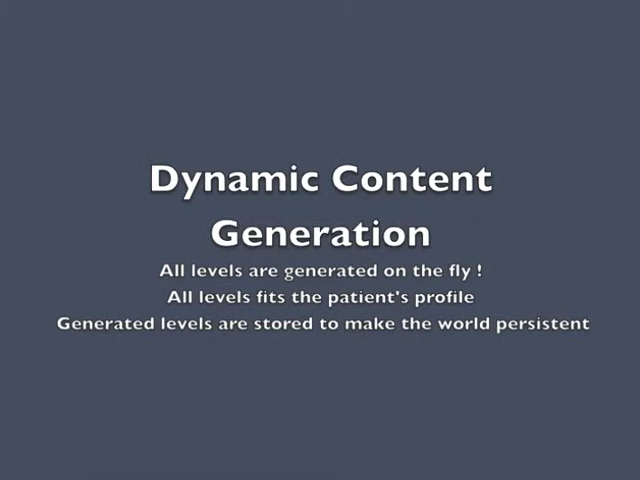 Dynamic Content
Generation
All levels are generated on the fly !
All levels fits the patient's profile
Generated levels are stored to make the world persistent